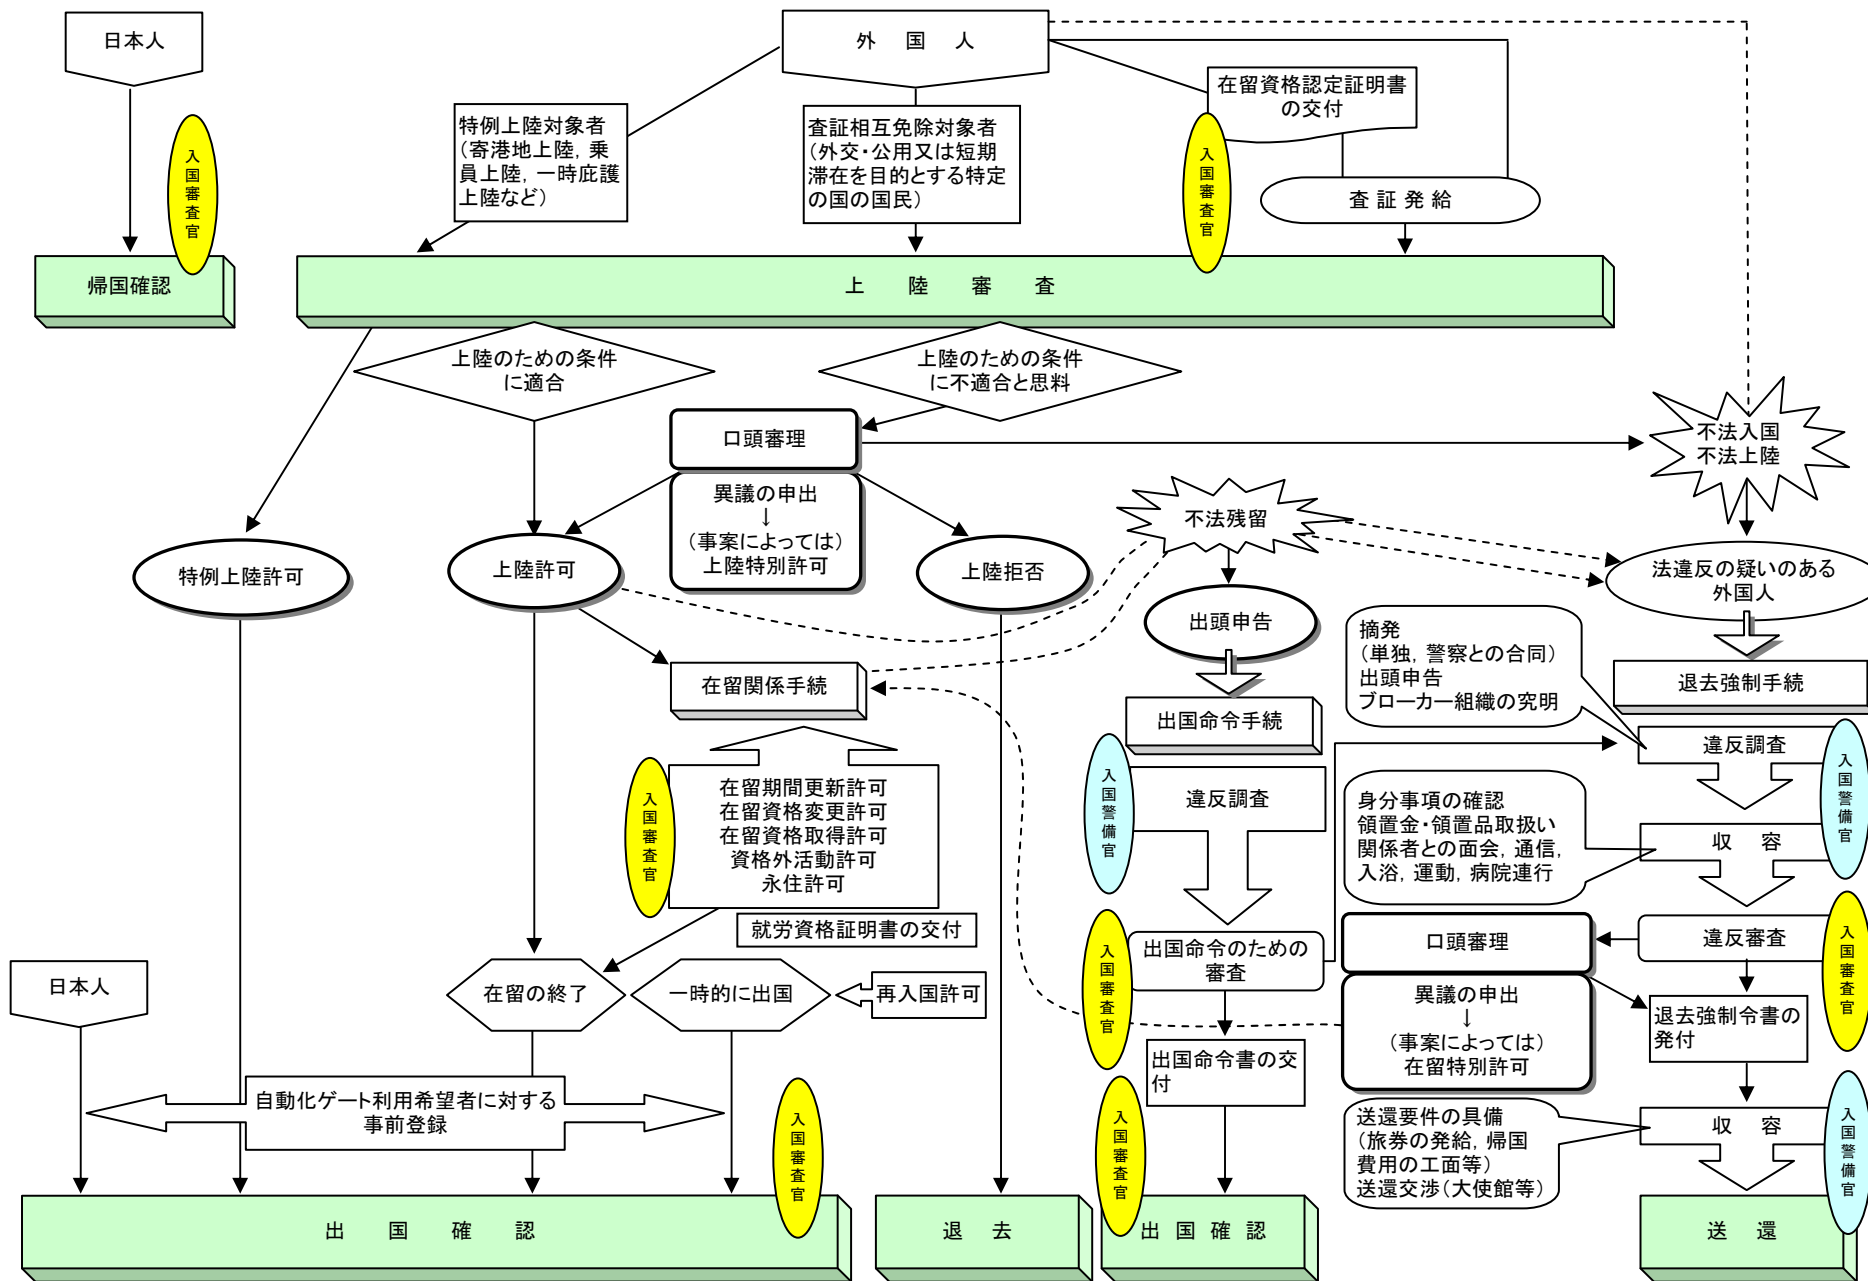 日本人
外 国 人
在留資格認定証明書
の交付
特例上陸対象者
（寄港地上陸，乗
員上陸，一時庇護
上陸など）
査証相互免除対象者
（外交・公用又は短期
滞在を目的とする特定
の国の国民）
入国審査官
入国審査官
査 証 発 給
帰国確認
上 陸 審 査
上陸のための条件
に適合
上陸のための条件
に不適合と思料
口頭審理
不法入国
不法上陸
異議の申出
↓
（事案によっては）
上陸特別許可
不法残留
特例上陸許可
上陸許可
上陸拒否
法違反の疑いのある
外国人
出頭申告
摘発
（単独，警察との合同）
出頭申告
ブローカー組織の究明
在留関係手続
退去強制手続
出国命令手続
違反調査
入国警備官
在留期間更新許可
在留資格変更許可
在留資格取得許可
資格外活動許可
永住許可
入国審査官
入国警備官
違反調査
身分事項の確認
領置金・領置品取扱い
関係者との面会，通信，
入浴，運動，病院連行
収 容
就労資格証明書の交付
出国命令のための
審査
入国審査官
口頭審理
違反審査
入国審査官
日本人
在留の終了
一時的に出国
再入国許可
異議の申出
↓
（事案によっては）
在留特別許可
退去強制令書の
発付
出国命令書の交
付
自動化ゲート利用希望者に対する
事前登録
入国審査官
入国審査官
送還要件の具備
（旅券の発給，帰国
費用の工面等）
送還交渉（大使館等）
収 容
入国警備官
出 国 確 認
退 去
出 国 確 認
送 還